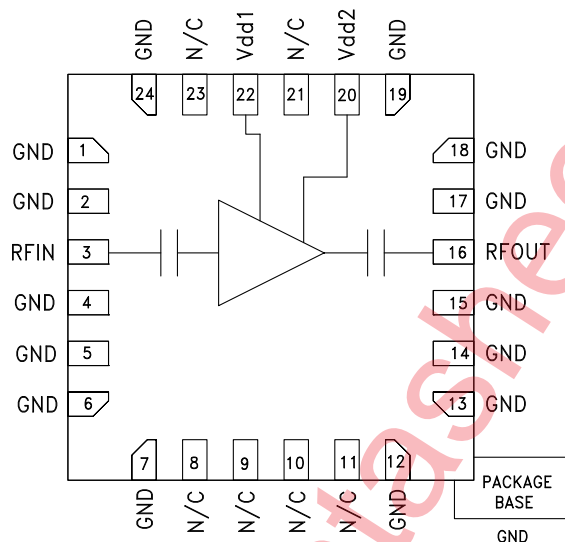 GND N/C Vdd1 N/C Vdd2 GND
24 23 22 21 20 19
GND 1 18 GND
GND 2 17 GND
RFIN 3 16 RFOUT
GND 4 15 GND
GND 5 14 GND
GND 6 13 GND
7 8 9 10 11 12
GND N/C N/C N/C N/C GND
PACKAGE
BASE
GND